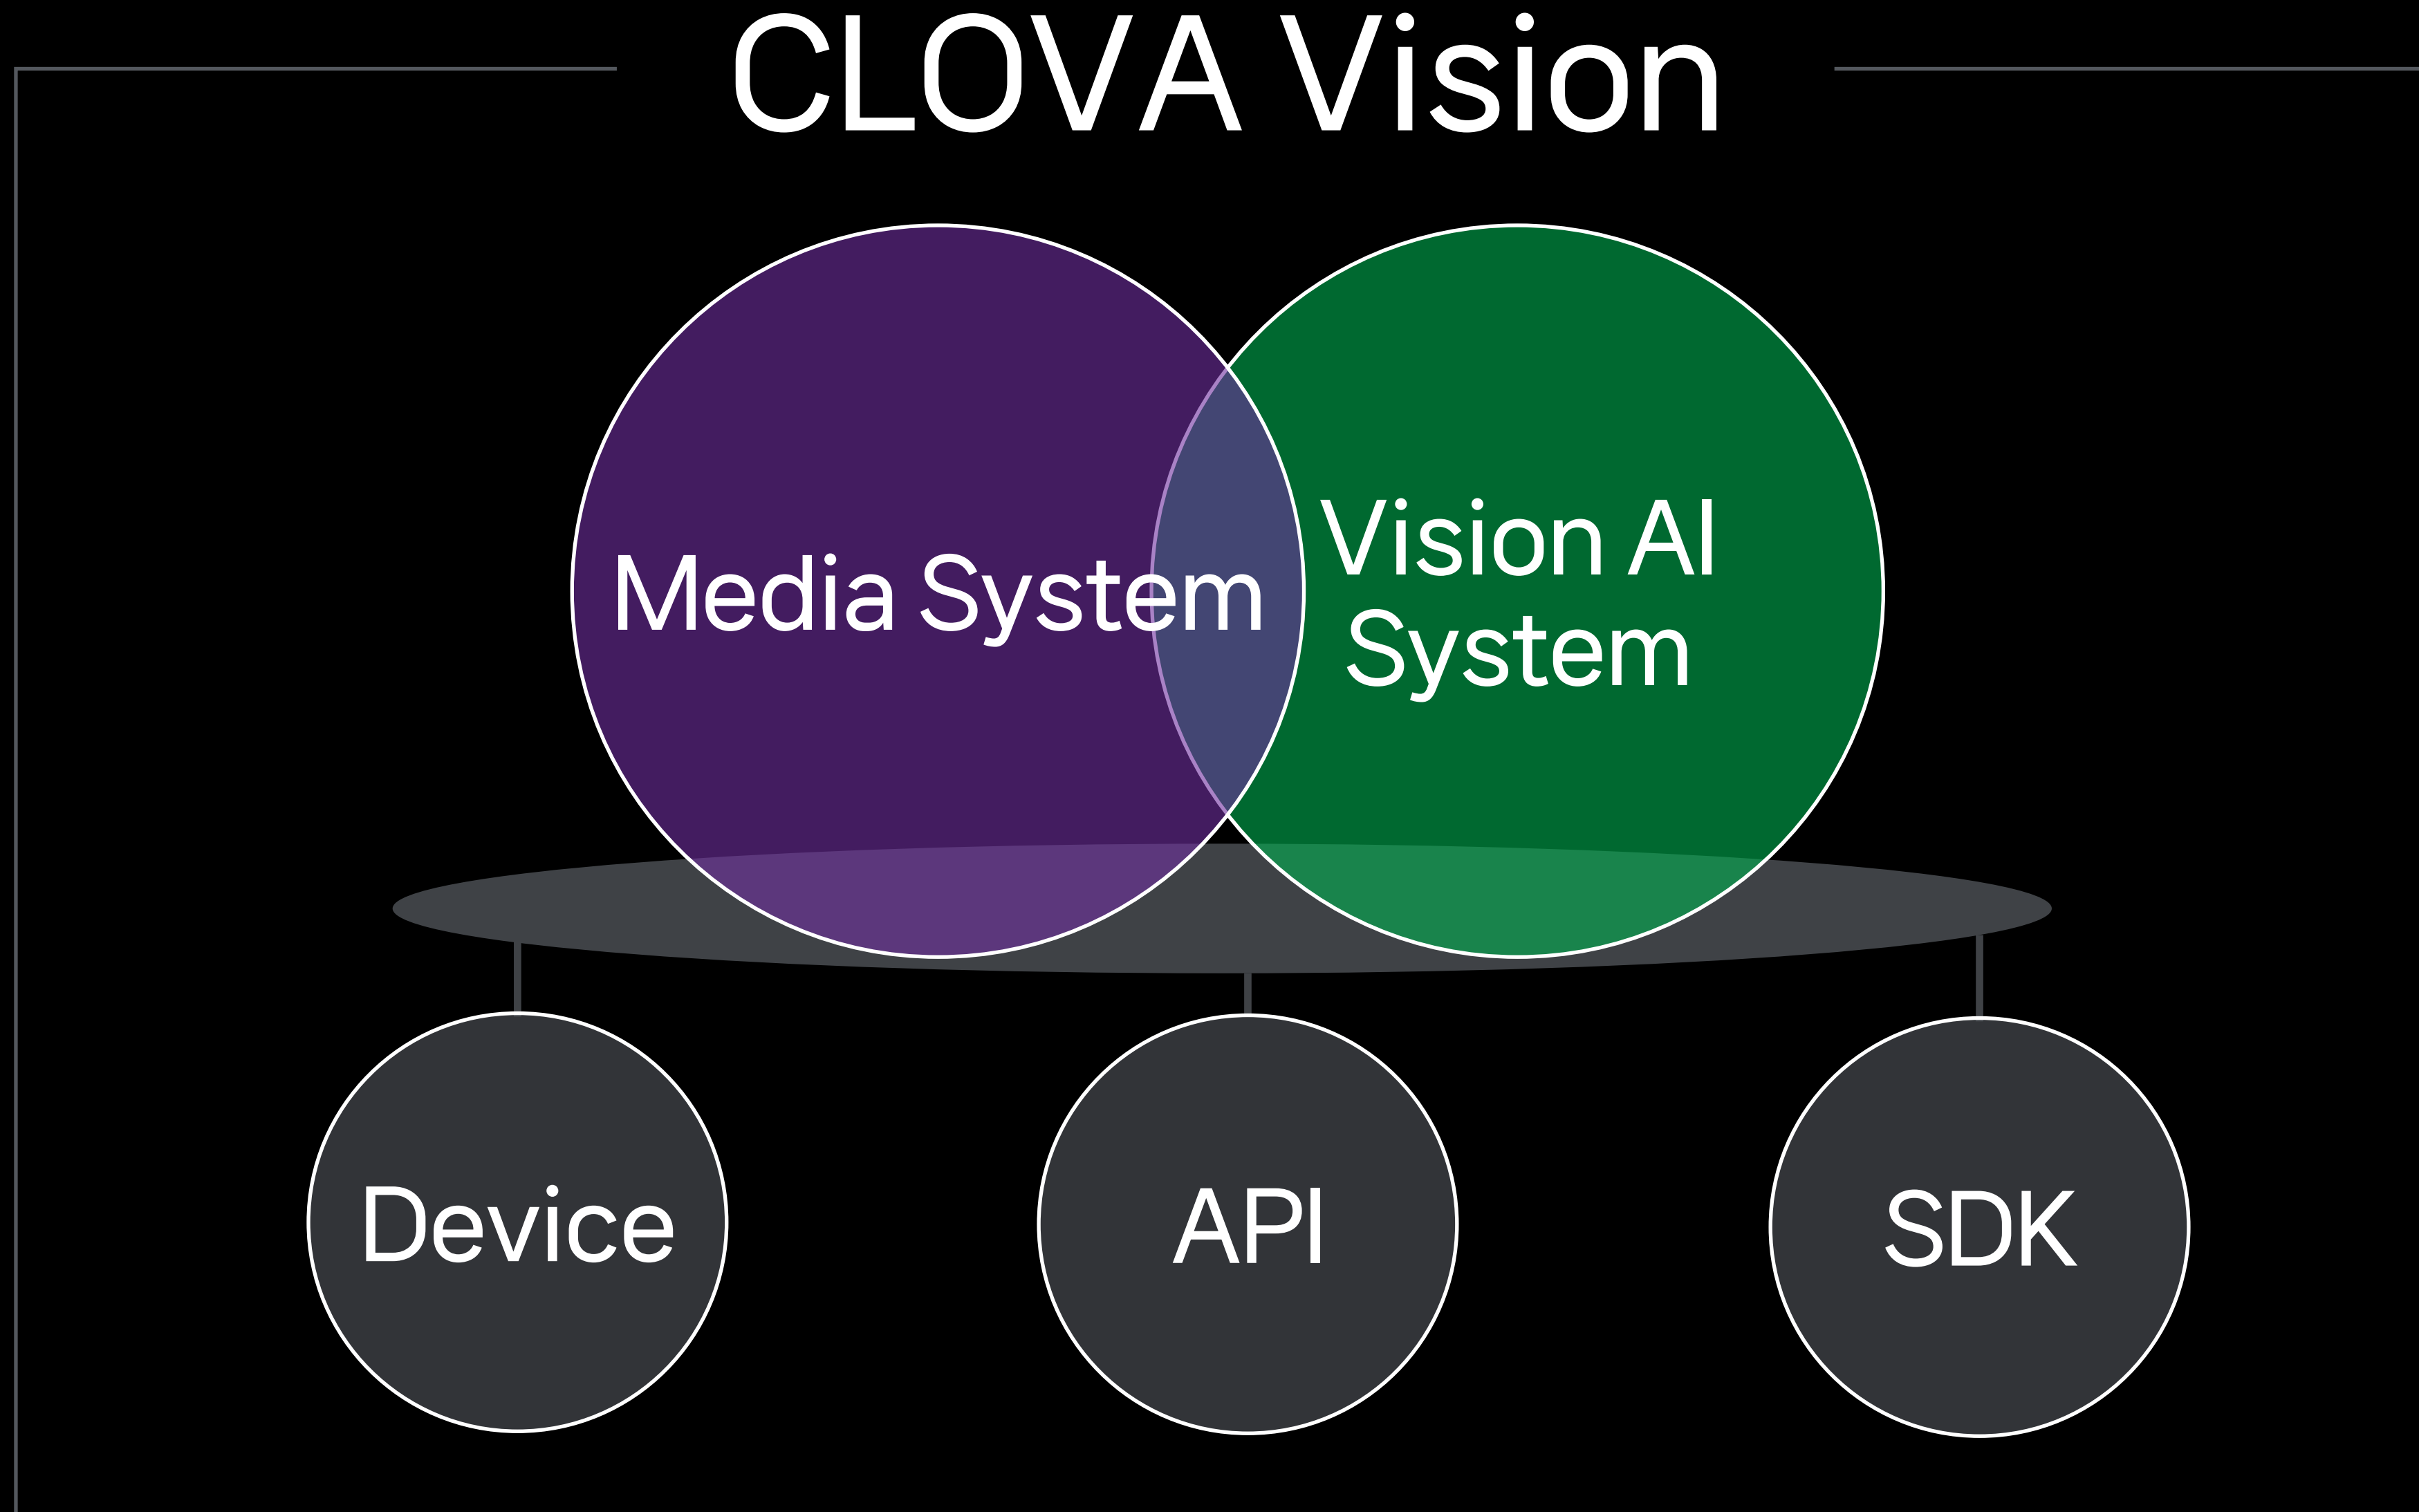 CLOVA Vision
Media System
Vision AI
System
Device
API
SDK